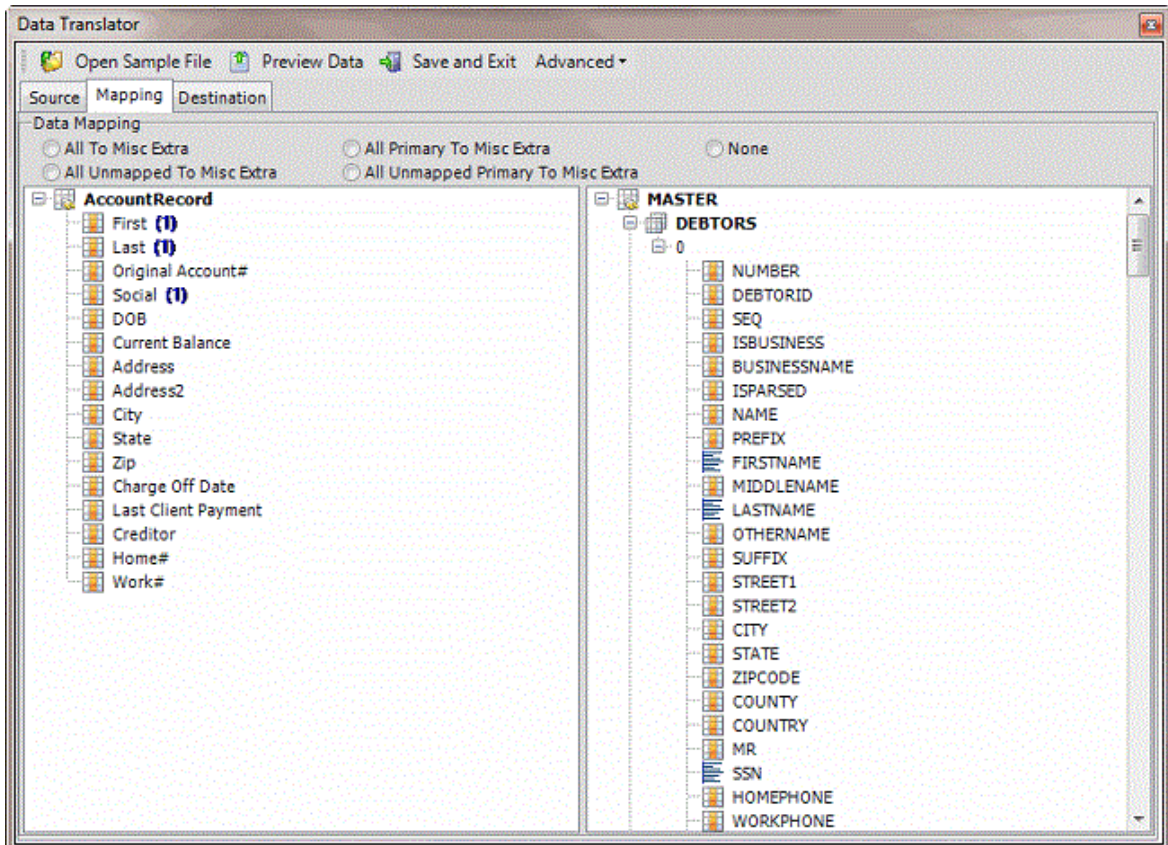 Data Translator
Open Sample File Preview Data Save and Exit Advanced
Source Mapping Destination
Data Mapping
All To Misc Extra All Primary To Misc Extra None
All Unmapped To Misc Extra All Unmapped Primary To Misc Extra
AccountRecord
First (1)
Last (1)
Original Account#
Social (1)
DOB
Current Balance
Address
Address2
City
State
Zip
Charge Off Date
Last Client Payment
Creditor
Home#
Work#
MASTER
DEBTORS
0
NUMBER
DEBTORID
SEQ
ISBUSINESS
BUSINESSNAME
ISPARSED
NAME
PREFIX
FIRSTNAME
MIDDLENAME
LASTNAME
OTHERNAME
SUFFIX
STREET1
STREET2
CITY
STATE
ZIPCODE
COUNTY
COUNTRY
MR
SSN
HOMEPHONE
WORKPHONE